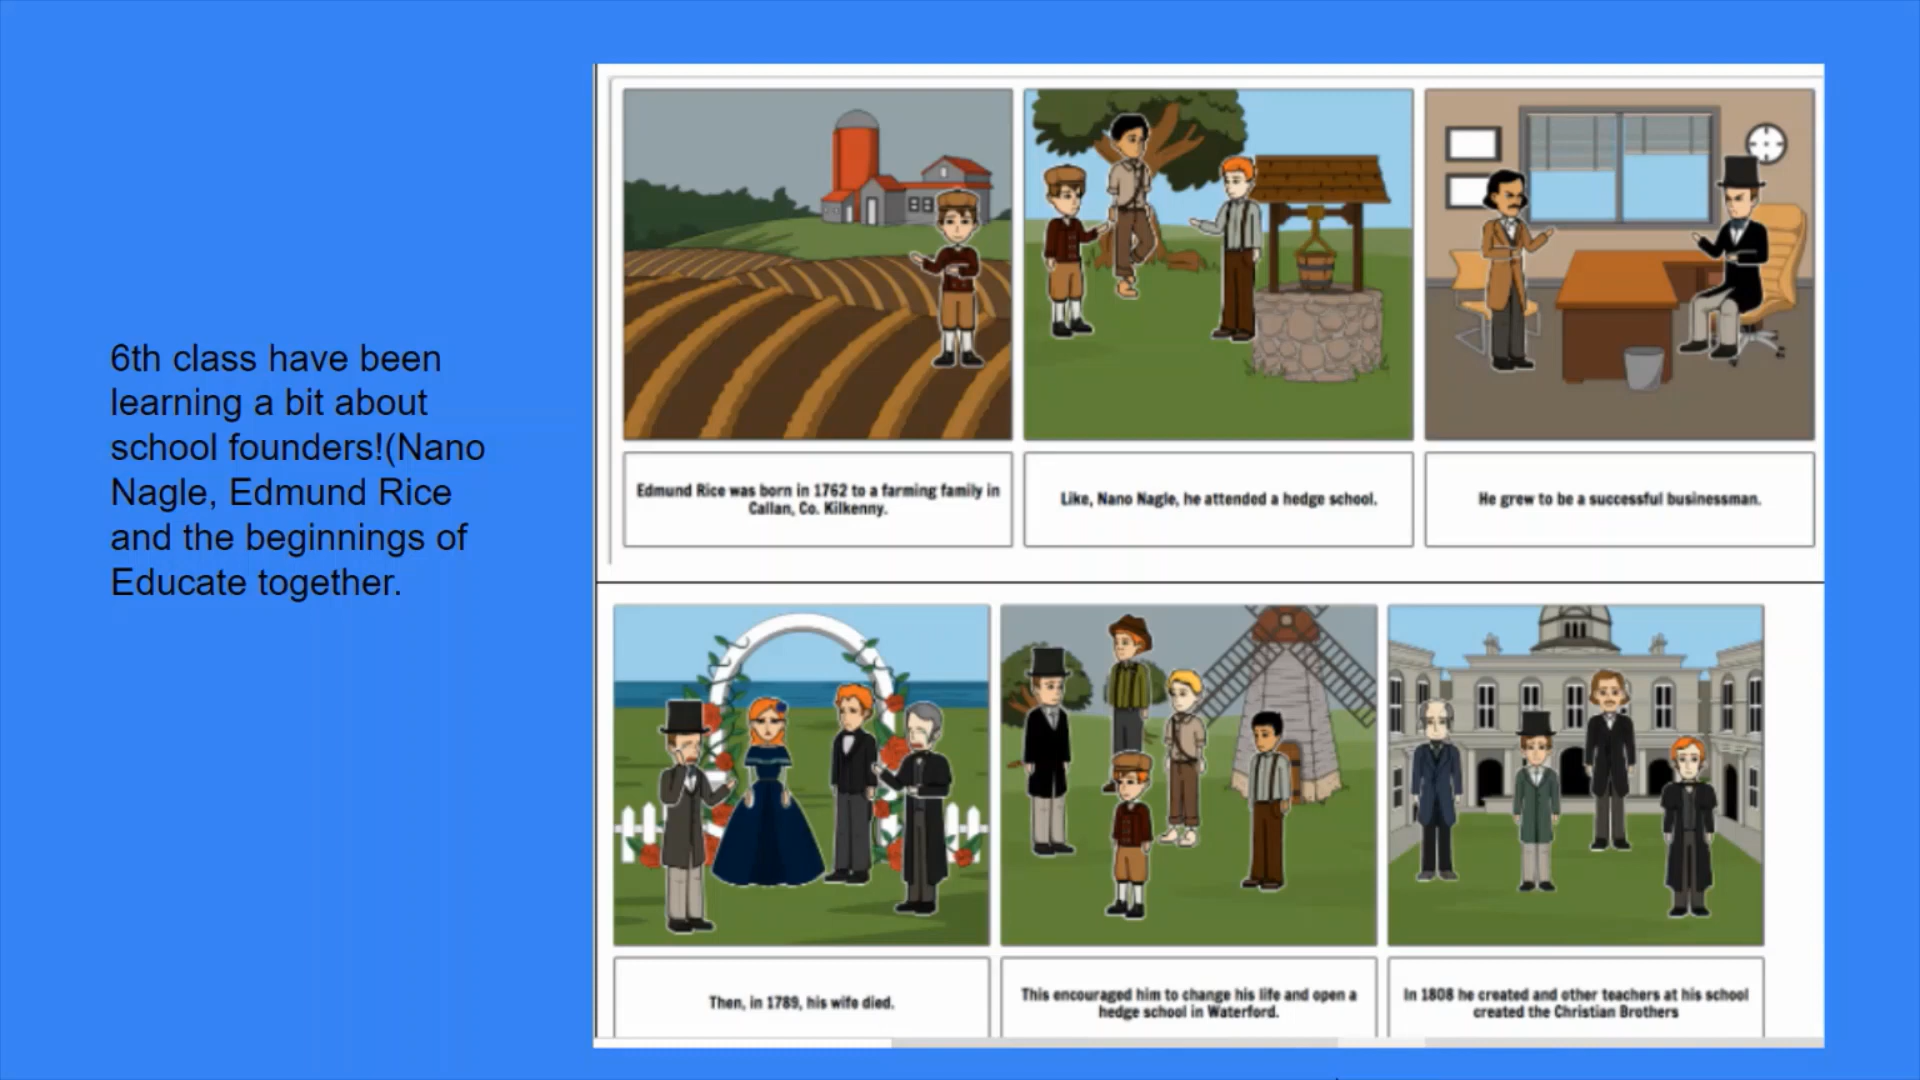 6th class have been
learning a bit about
school founders!(Nano
Nagle, Edmund Rice
and the beginnings of
Educate together.
Edmund Rice was born in 1762 to a farming family in
Callan, Co. Kilkenny.
Like, Nano Nagle, he attended a hedge school.
He grew to be a successful businessman.
Then, in 1789, his wife died.
This encouraged him to change his life and open a
hedge school in Waterford.
In 1808 he created and other teachers at his school
created the Christian Brothers